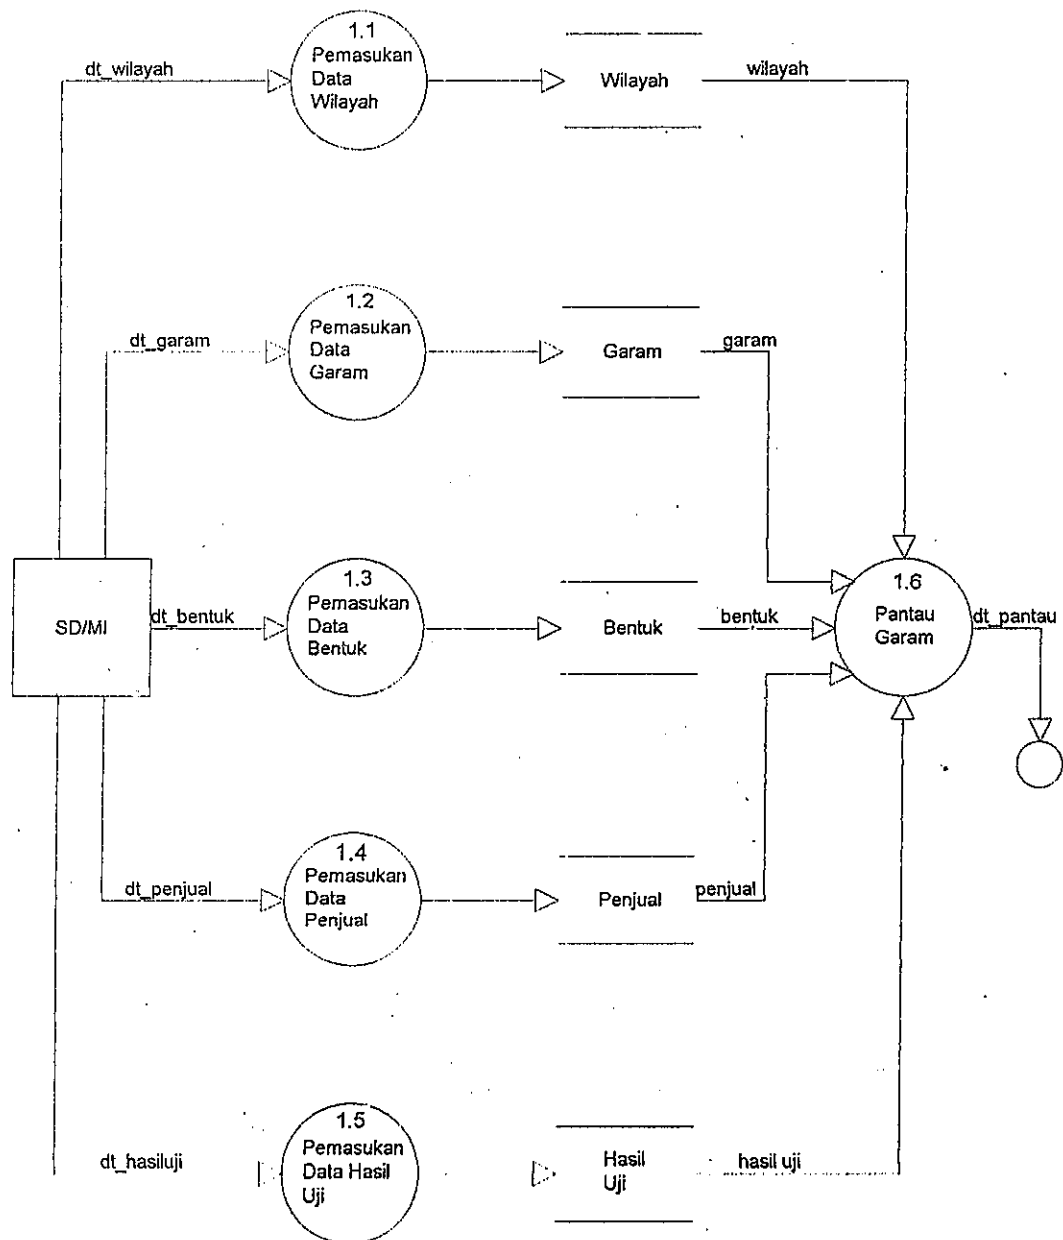 1.1
Pemasukan
Data
Wilayah
dt_wilayah
Wilayah
wilayah
1.2
Pemasukan
Data
Garam
dt_garam
Garam
garam
SD/MI
dt_bentuk
1.3
Pemasukan
Data
Bentuk
Bentuk
bentuk
1.6
Pantau
Garam
dt_pantau
1.4
Pemasukan
Data
Penjual
dt_penjual
Penjual
penjual
1.5
Pemasukan
Data Hasil
Uji
dt_hasiluji
Hasil
Uji
hasil uji